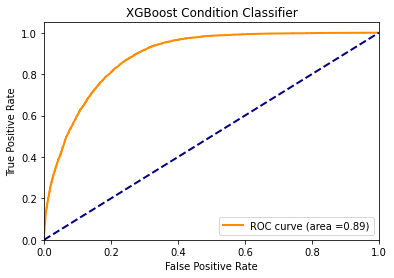 XGBoost Condition Classifier
True Positive Rate
1.0
0.8
0.6
0.4
0.2
0.0
ROC curve (area =0.89)
0.0 0.2 0.4 0.6 0.8 1.0
False Positive Rate